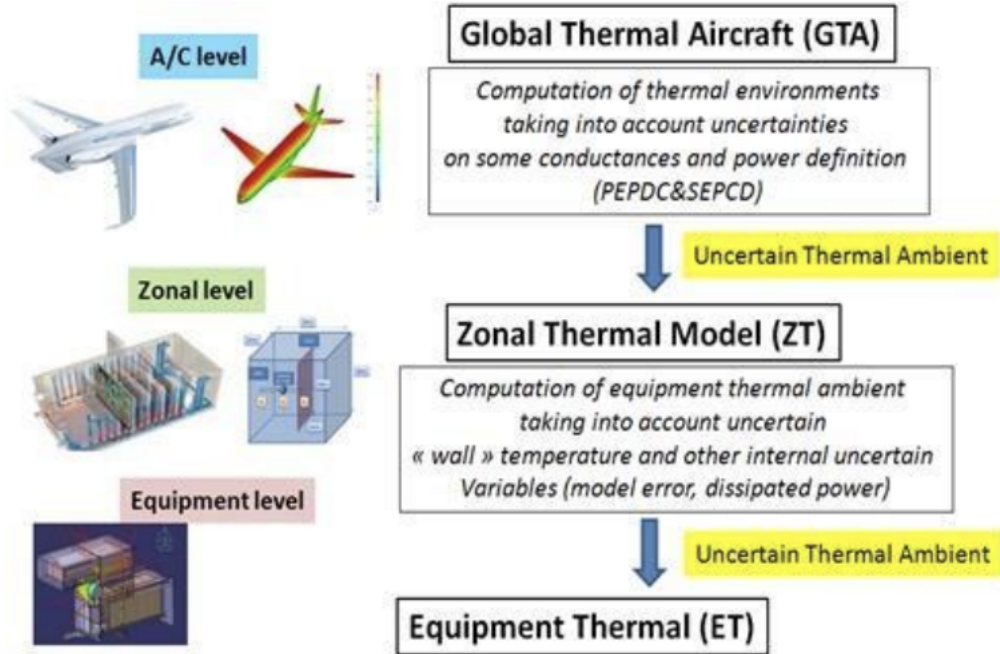 A/C level
Global Thermal Aircraft (GTA)
Computation of thermal environments
taking into account uncertainties
on some conductances and power definition
(PEPDC&SEPCD)
Uncertain Thermal Ambient
Zonal level
Zonal Thermal Model (ZT)
Computation of equipment thermal ambient
taking into account uncertain
« wall » temperature and other internal uncertain
Variables (model error, dissipated power)
Equipment level
Uncertain Thermal Ambient
Equipment Thermal (ET)